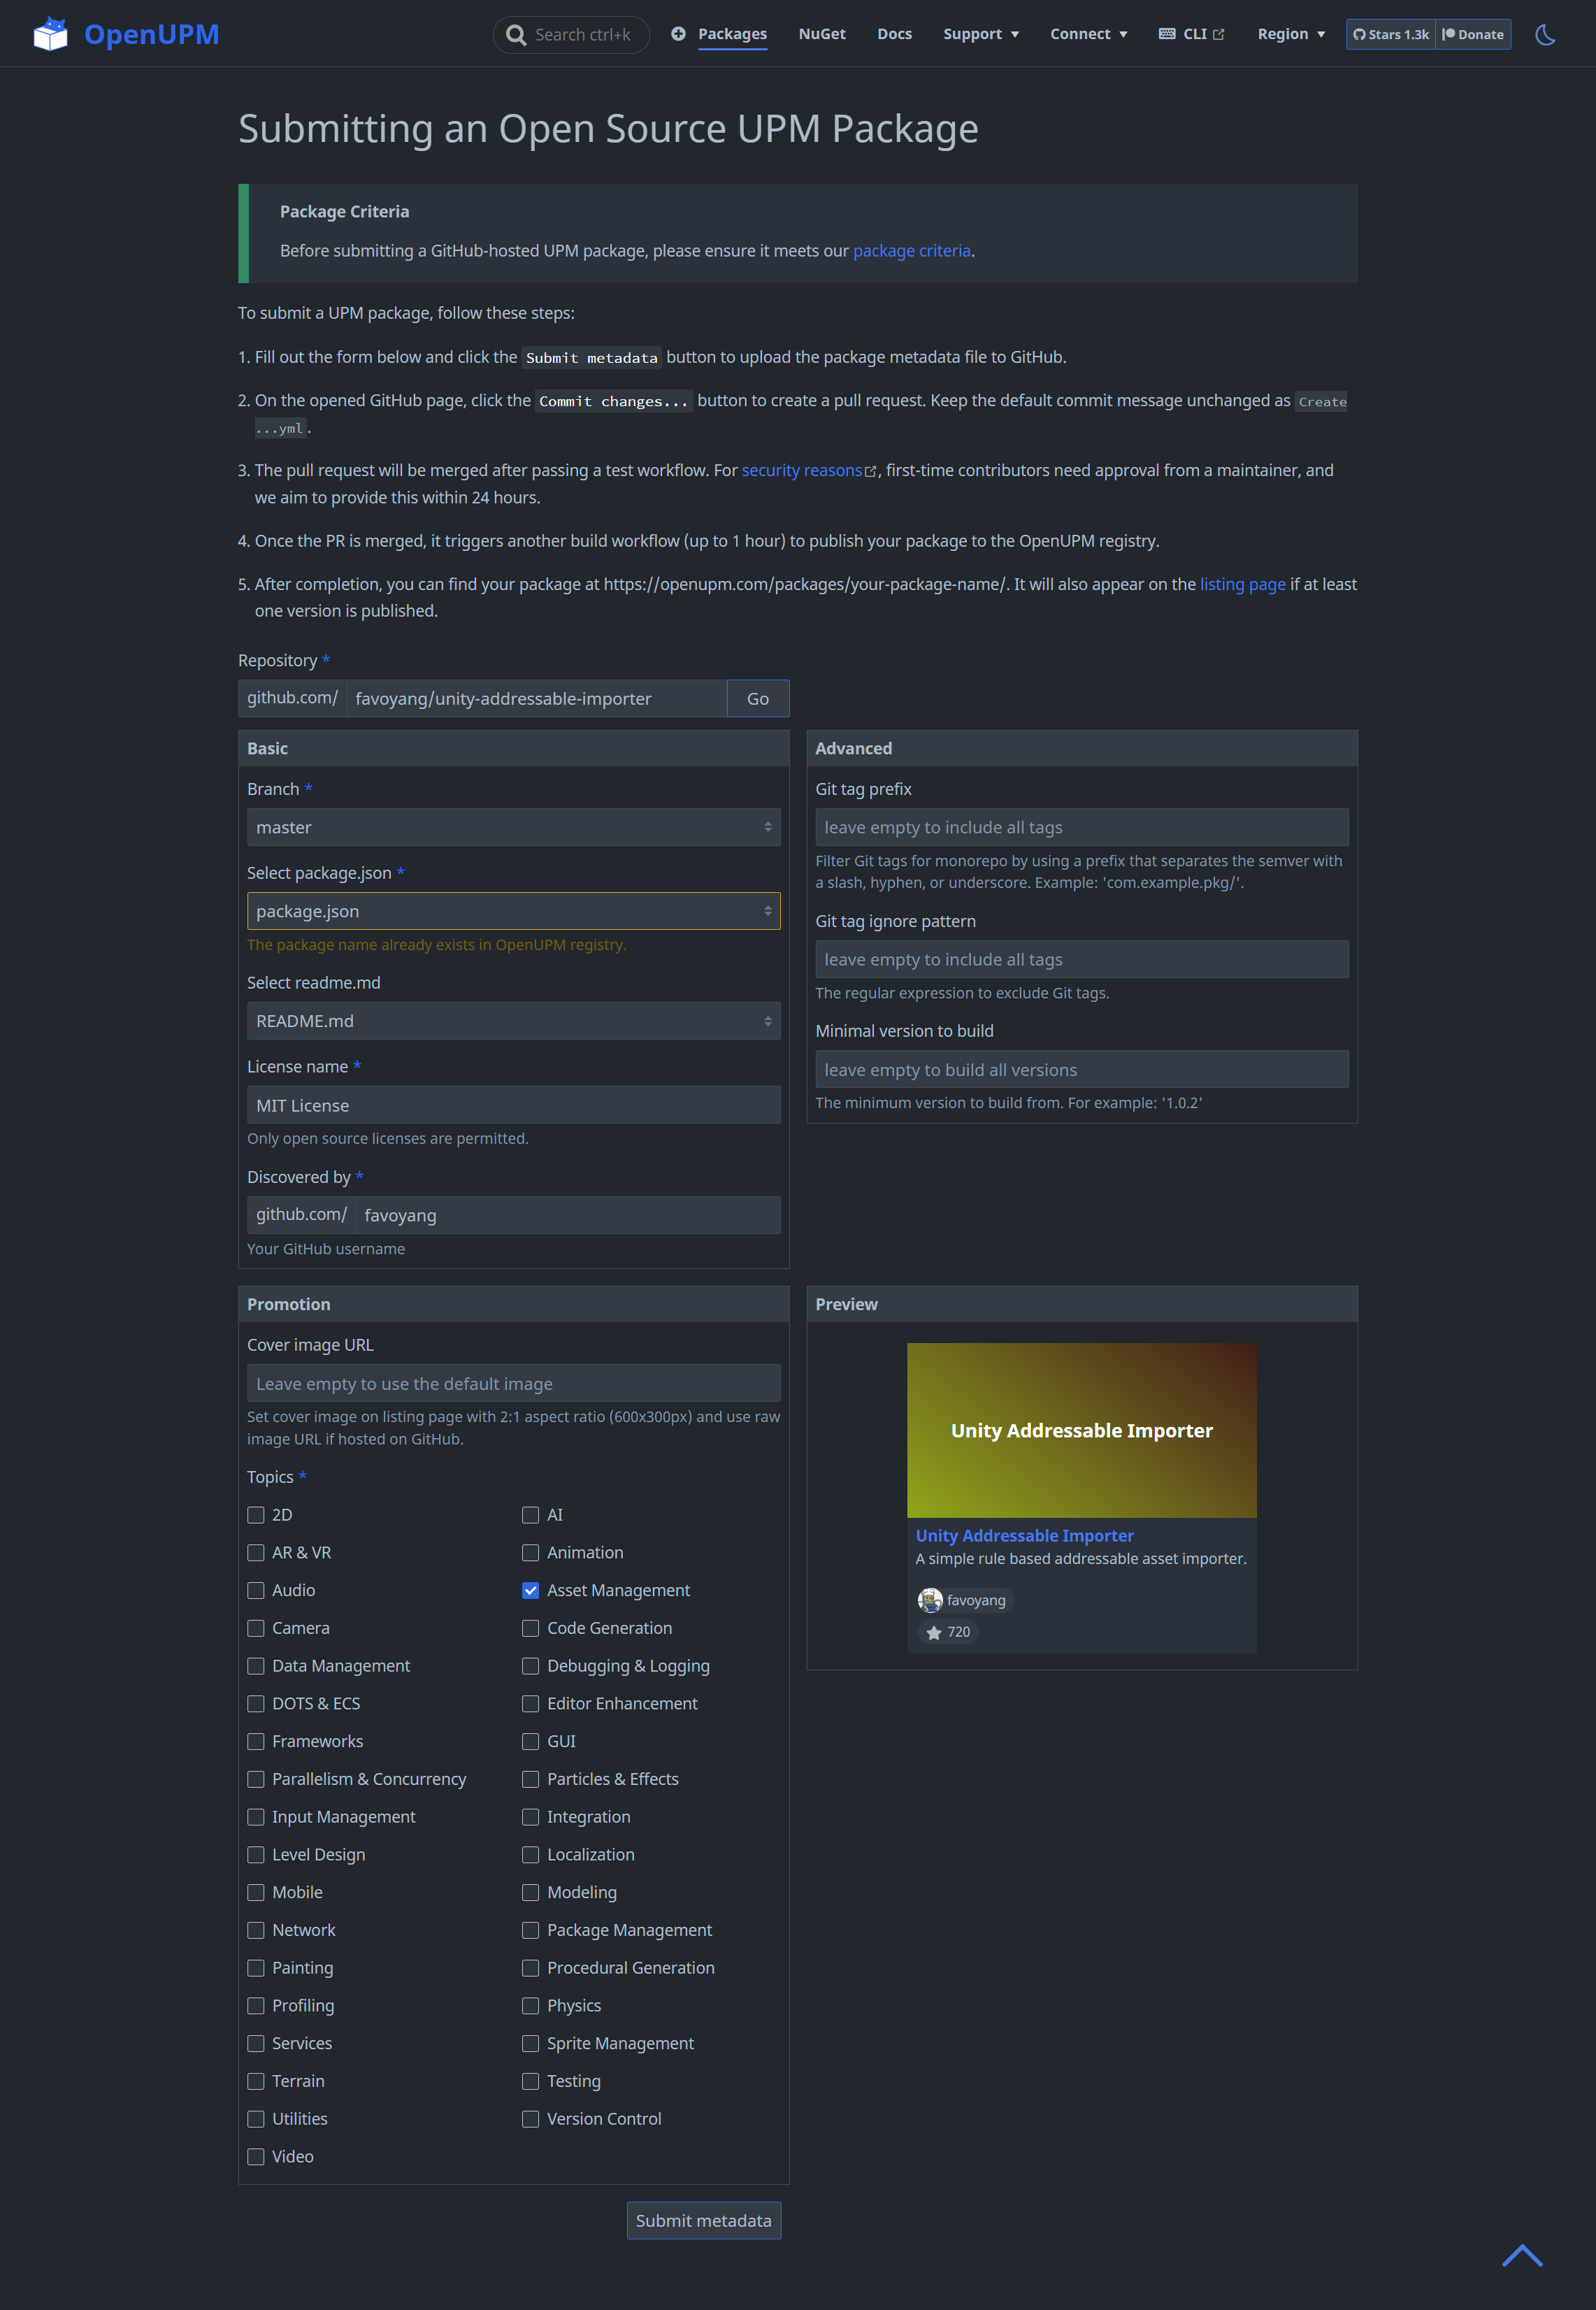 OpenUPM
Search ctrl+k
Packages
NuGet
Docs
Support
Connect
CLI
Region
Stars 1.3k
Donate
Submitting an Open Source UPM Package
Package Criteria
Before submitting a GitHub-hosted UPM package, please ensure it meets our package criteria.
To submit a UPM package, follow these steps:
1. Fill out the form below and click the Submit metadata button to upload the package metadata file to GitHub.
2. On the opened GitHub page, click the Commit changes... button to create a pull request. Keep the default commit message unchanged as Create
...yml.
3. The pull request will be merged after passing a test workflow. For security reasons, first-time contributors need approval from a maintainer, and
we aim to provide this within 24 hours.
4. Once the PR is merged, it triggers another build workflow (up to 1 hour) to publish your package to the OpenUPM registry.
5. After completion, you can find your package at https://openupm.com/packages/your-package-name/. It will also appear on the listing page if at least
one version is published.
Repository *
github.com/ favoyang/unity-addressable-importer Go
Basic
Branch *
master
Select package.json *
package.json
The package name already exists in OpenUPM registry.
Select readme.md
README.md
License name *
MIT License
Only open source licenses are permitted.
Discovered by *
github.com/ favoyang
Your GitHub username
Advanced
Git tag prefix
leave empty to include all tags
Filter Git tags for monorepo by using a prefix that separates the semver with
a slash, hyphen, or underscore. Example: 'com.example.pkg/'.
Git tag ignore pattern
leave empty to include all tags
The regular expression to exclude Git tags.
Minimal version to build
leave empty to build all versions
The minimum version to build from. For example: '1.0.2'
Promotion
Cover image URL
Leave empty to use the default image
Set cover image on listing page with 2:1 aspect ratio (600x300px) and use raw
image URL if hosted on GitHub.
Topics *
2D
AI
AR & VR
Animation
Audio
Asset Management
Camera
Code Generation
Data Management
Debugging & Logging
DOTS & ECS
Editor Enhancement
Frameworks
GUI
Parallelism & Concurrency
Particles & Effects
Input Management
Integration
Level Design
Localization
Mobile
Modeling
Network
Package Management
Painting
Procedural Generation
Profiling
Physics
Services
Sprite Management
Terrain
Testing
Utilities
Version Control
Video
Preview
Unity Addressable Importer
Unity Addressable Importer
A simple rule based addressable asset importer.
favoyang
720
Submit metadata